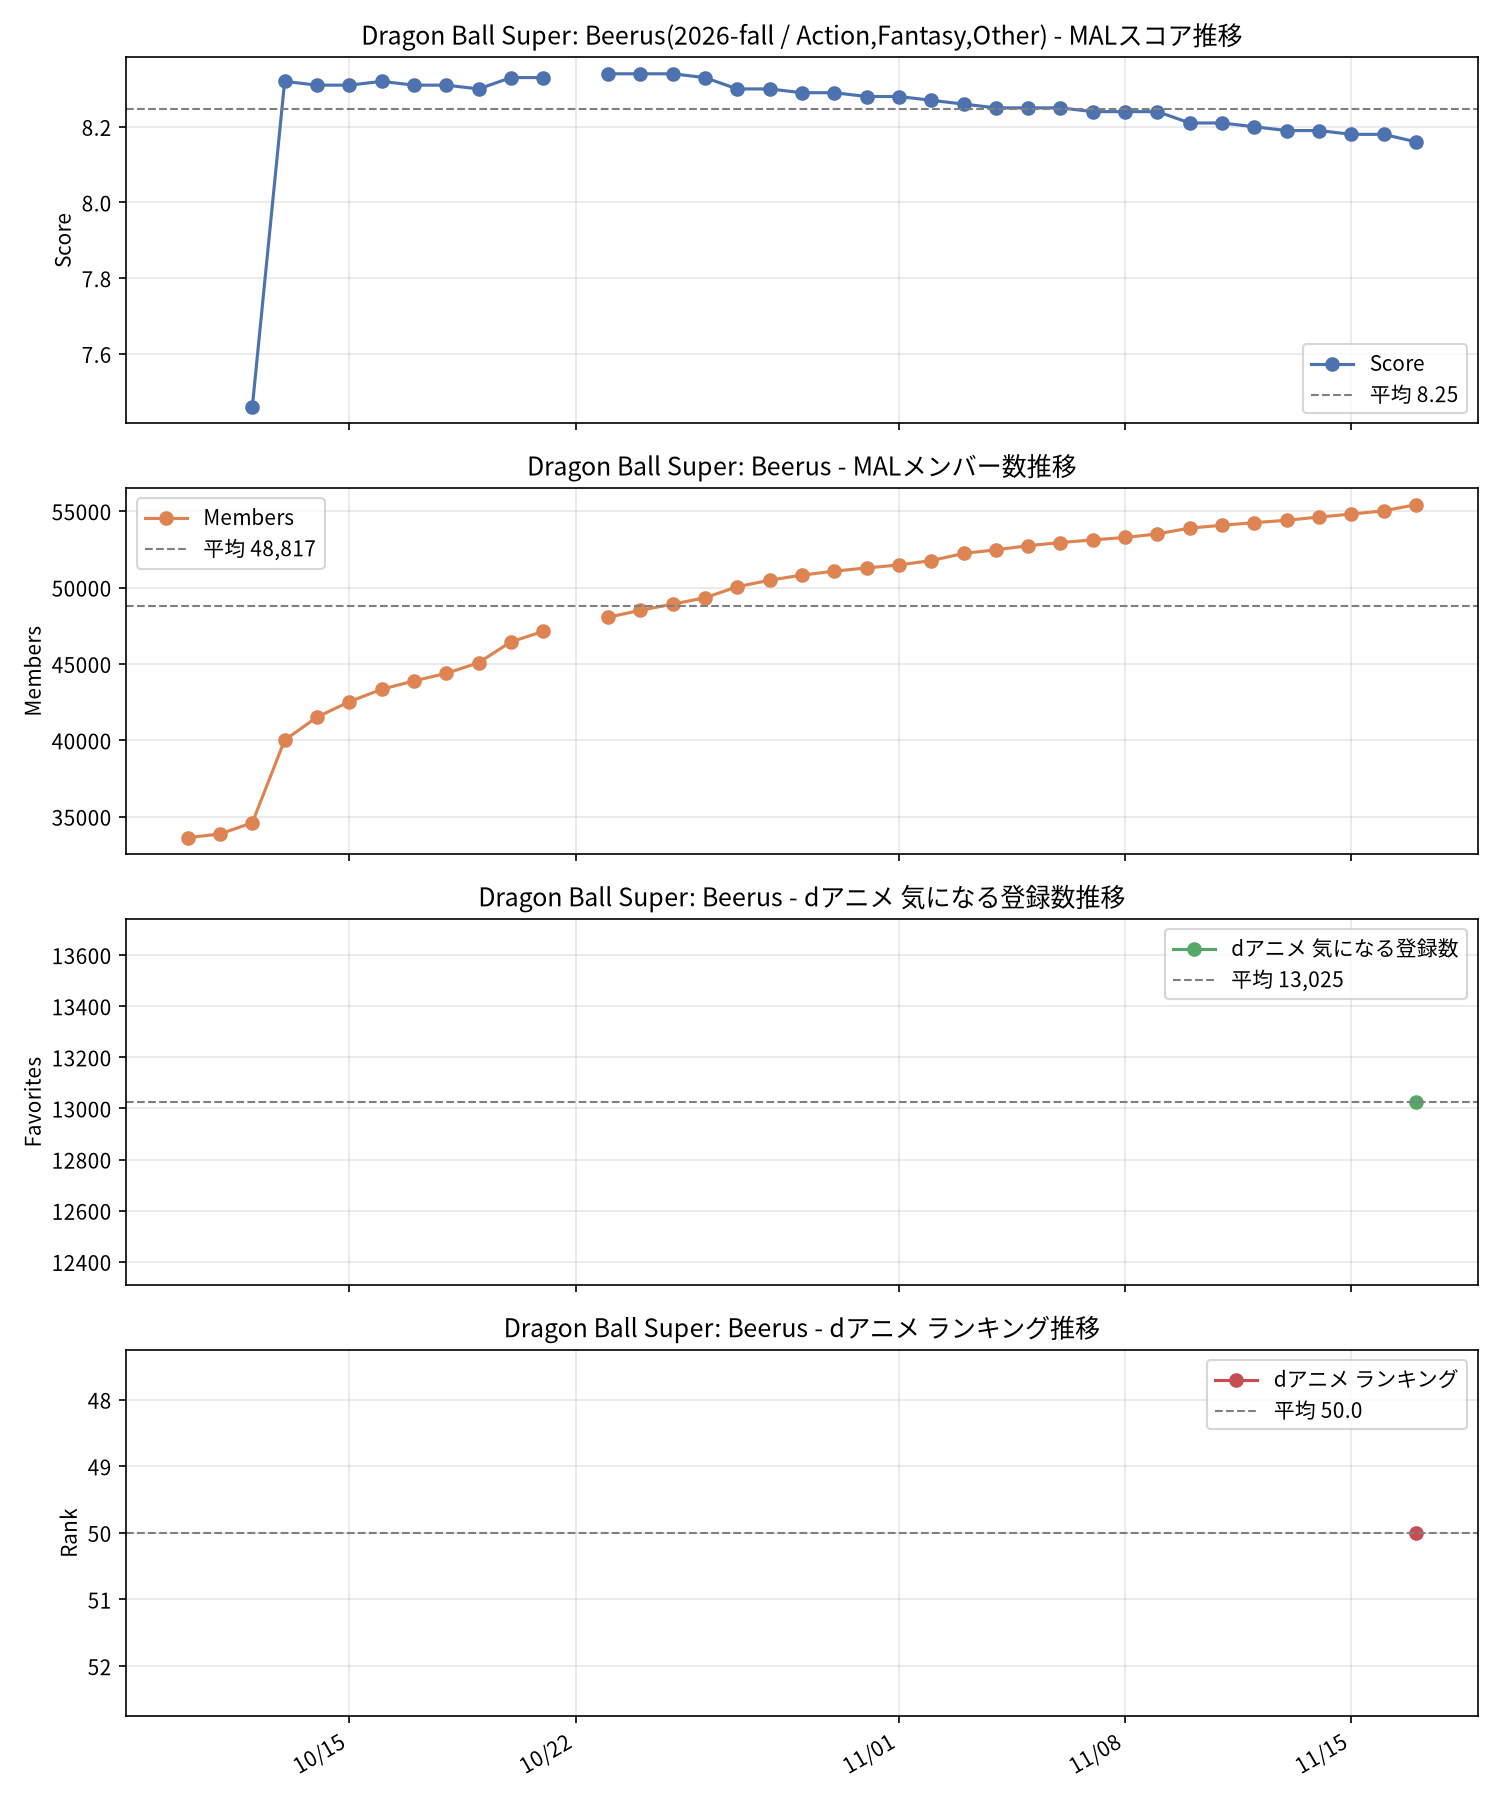 Dragon Ball Super: Beerus(2026-fall / Action,Fantasy,Other) - MALスコア推移
Score
8.2
8.0
7.8
7.6
Score
平均 8.25
Dragon Ball Super: Beerus - MALメンバー数推移
Members
55000
50000
45000
40000
35000
Members
平均 48,817
Dragon Ball Super: Beerus - dアニメ 気になる登録数推移
Favorites
13600
13400
13200
13000
12800
12600
12400
dアニメ 気になる登録数
平均 13,025
Dragon Ball Super: Beerus - dアニメ ランキング推移
Rank
48
49
50
51
52
dアニメ ランキング
平均 50.0
10/15
10/22
11/01
11/08
11/15